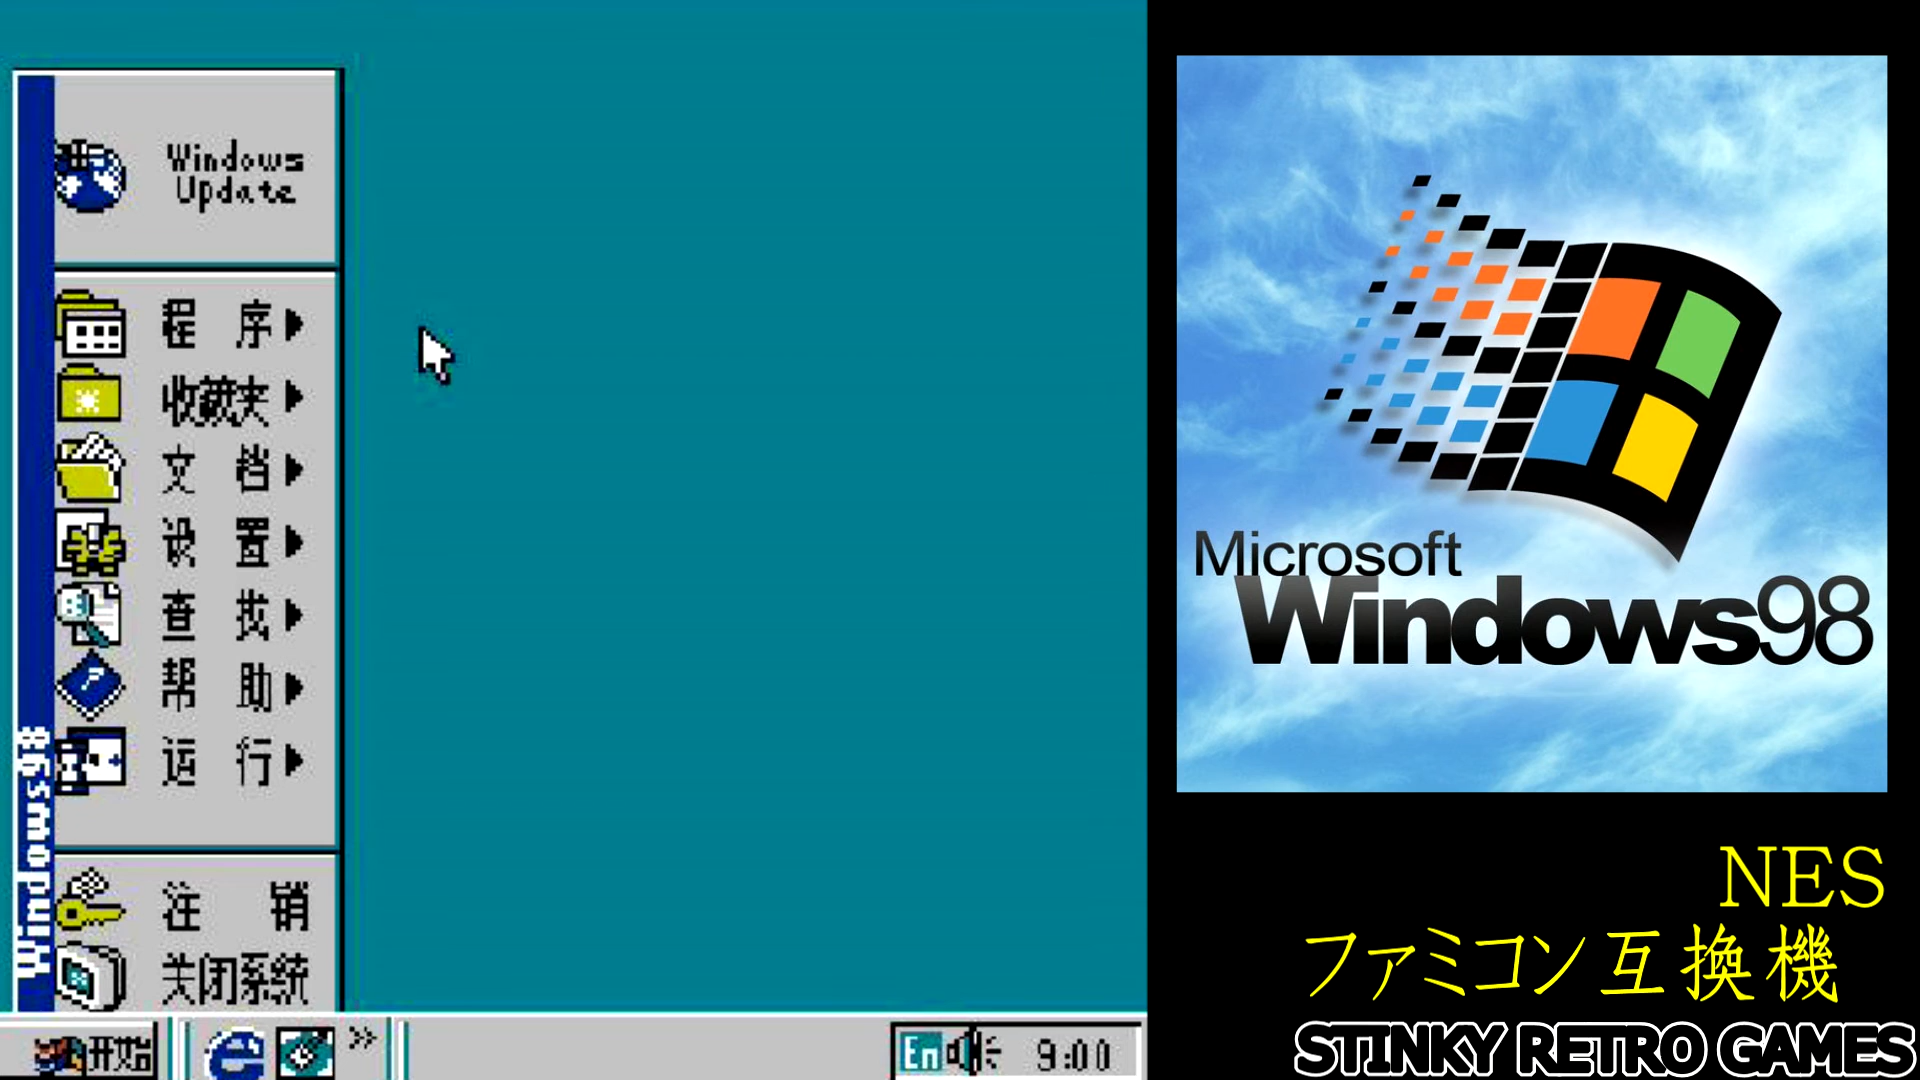 Windows
Update
程 序
收藏夹
文 档
设 置
查 找
帮 助
运 行
Windows98
注 销
关闭系统
开始
»
En
9:00
Microsoft
Windows98
NES
ファミコン互換機
STINKY RETRO GAMES